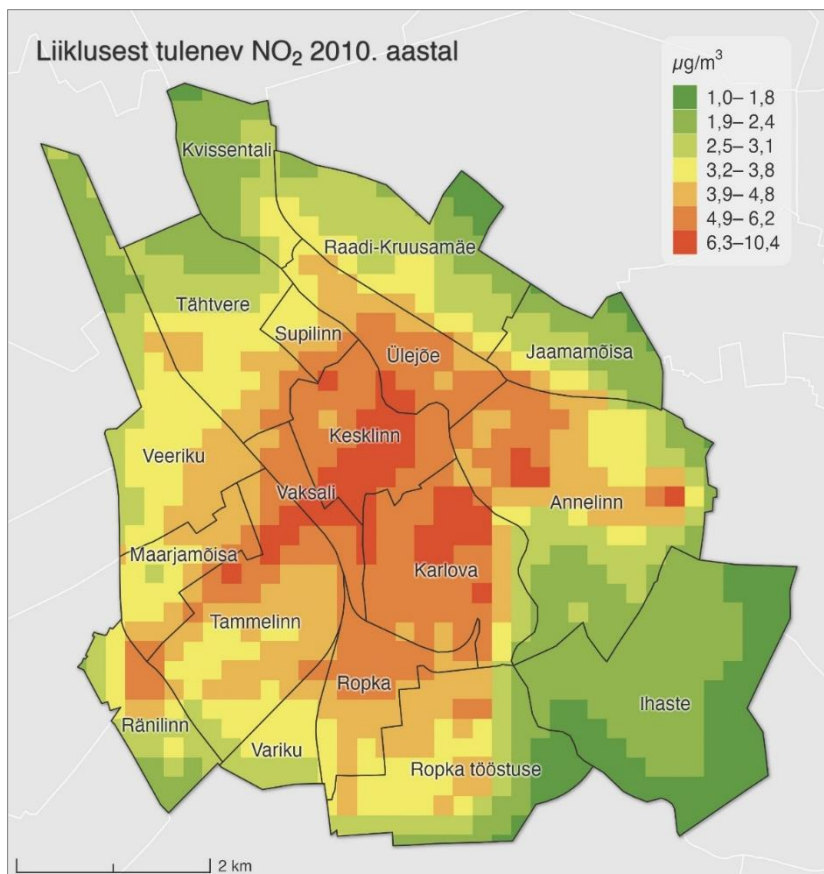 Liiklusest tulenev NO₂ 2010. aastal
µg/m³
1,0– 1,8
1,9– 2,4
2,5– 3,1
3,2– 3,8
3,9– 4,8
4,9– 6,2
6,3–10,4
Kvissentali
Raadi-Kruusamäe
Tähtvere
Supilinn
Ülejõe
Jaamamõisa
Kesklinn
Veeriku
Vaksali
Annelinn
Maarjamõisa
Karlova
Tammelinn
Ropka
Ihaste
Ränilinn
Variku
Ropka tööstuse
2 km